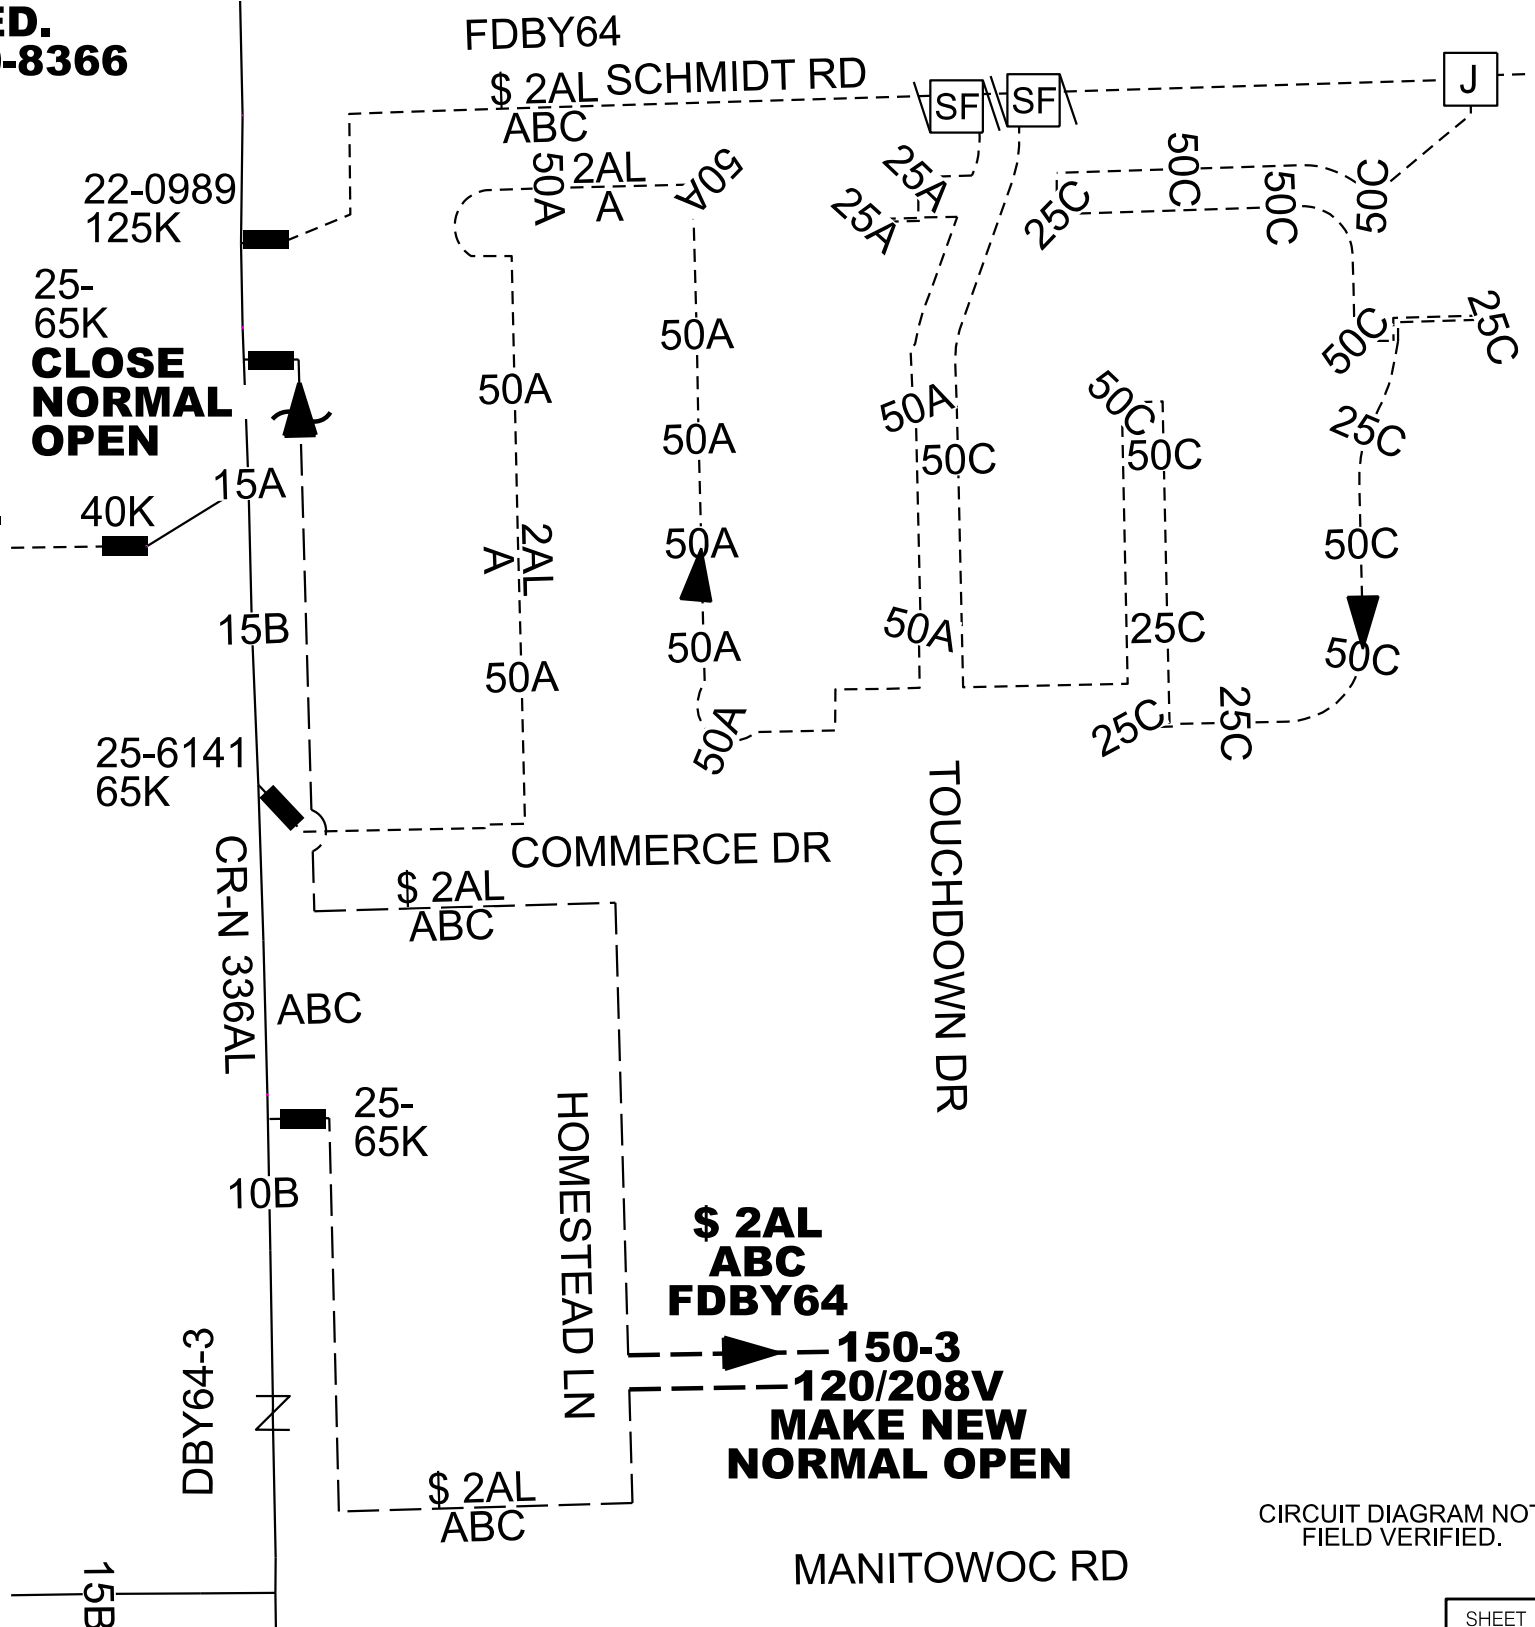 ED.
-8366
FDBY64
$ 2AL SCHMIDT RD
ABC
SF
SF
J
22-0989
125K
50A
2AL
A
50A
25A
25A
25C
50C
50C
50C
25-
65K
CLOSE
NORMAL
OPEN
50A
50A
50A
50A
50C
50C
50C
50C
25C
25C
15A
40K
50A
2AL
A
50C
15B
50A
50A
50A
25C
50C
25-6141
65K
50A
25C
25C
COMMERCE DR
TOUCHDOWN DR
CR-N 336AL
$ 2AL
ABC
ABC
25-
65K
10B
HOMESTEAD LN
$ 2AL
ABC
FDBY64
150-3
120/208V
MAKE NEW
NORMAL OPEN
DBY64-3
$ 2AL
ABC
CIRCUIT DIAGRAM NOT
FIELD VERIFIED.
MANITOWOC RD
15B
SHEET